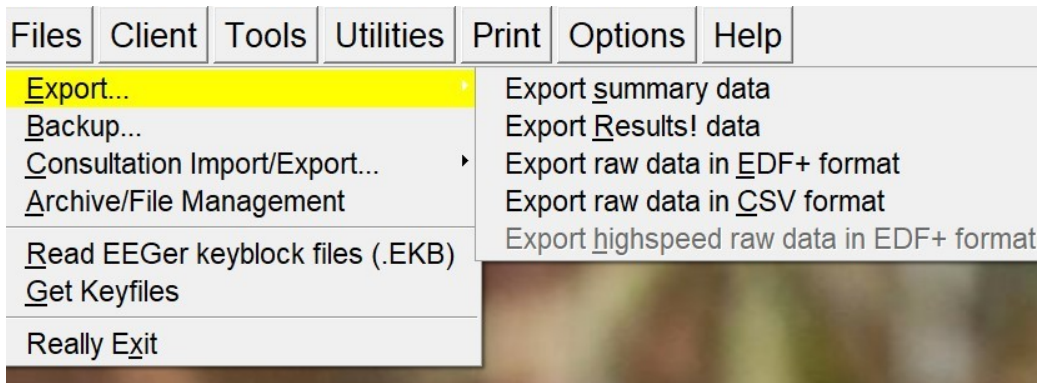 Files Client Tools Utilities Print Options Help
Export...
Backup...
Consultation Import/Export...
Archive/File Management
Read EEGer keyblock files (.EKB)
Get Keyfiles
Really Exit
Export summary data
Export Results! data
Export raw data in EDF+ format
Export raw data in CSV format
Export highspeed raw data in EDF+ format